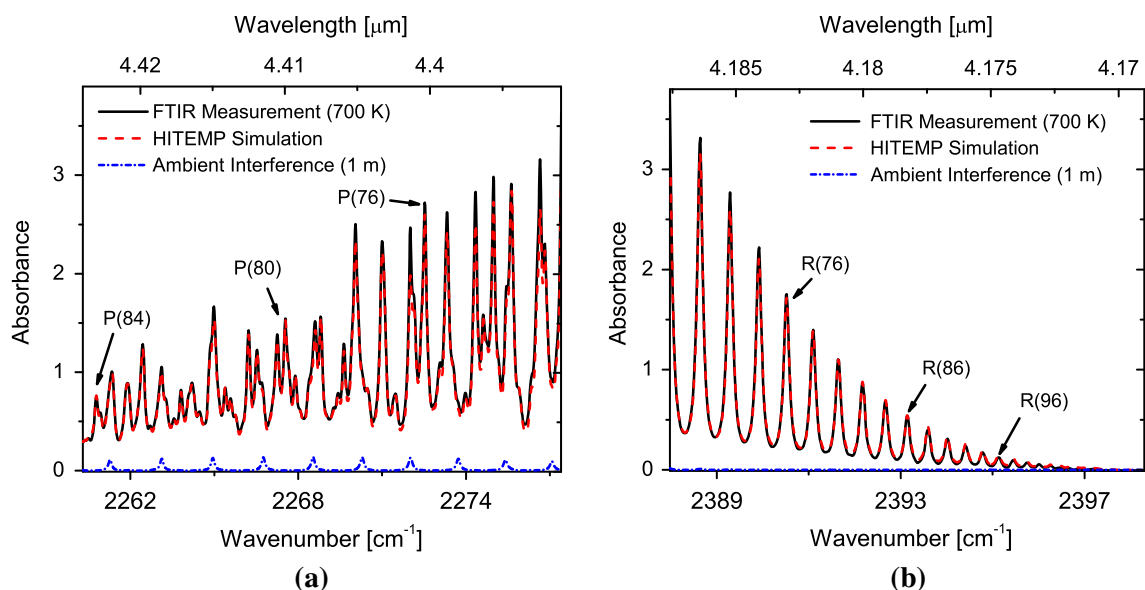 Wavelength [μm]
4.42 4.41 4.4
FTIR Measurement (700 K)
HITEMP Simulation
Ambient Interference (1 m)
P(76)
P(80)
P(84)
Absorbance
3
2
1
0
2262 2268 2274
Wavenumber [cm⁻¹]
(a)
Wavelength [μm]
4.185 4.18 4.175 4.17
FTIR Measurement (700 K)
HITEMP Simulation
Ambient Interference (1 m)
R(76)
R(86)
R(96)
Absorbance
3
2
1
0
2389 2393 2397
Wavenumber [cm⁻¹]
(b)